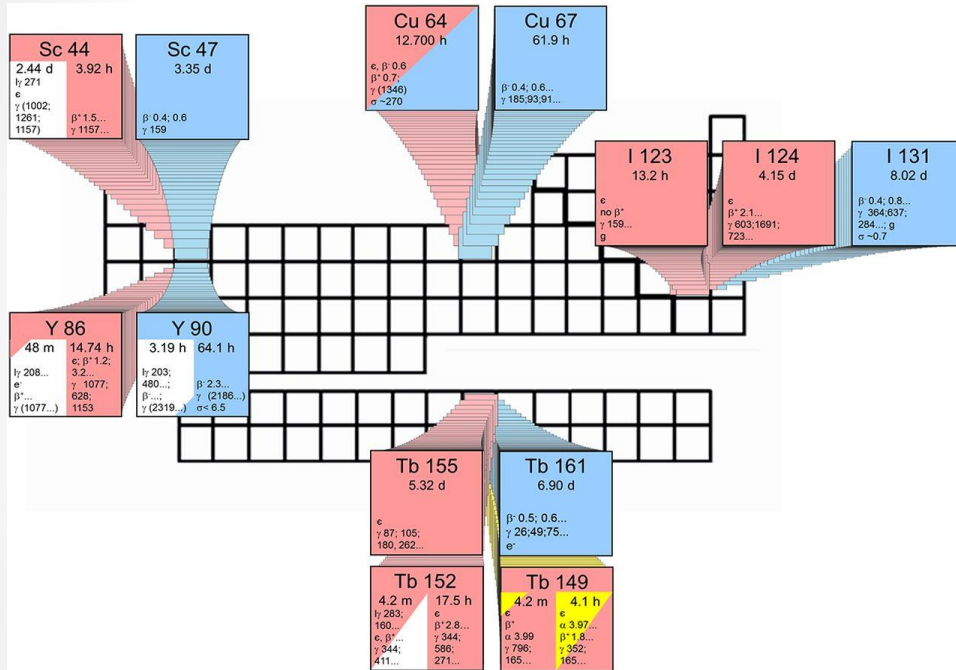 Sc 44
2.44 d 3.92 h
Iγ 271
ϵ
γ (1002;
1261;
1157)
β⁺ 1.5...
γ 1157...
Sc 47
3.35 d
β⁻ 0.4; 0.6
γ 159
Cu 64
12.700 h
ϵ, β⁻ 0.6
β⁺ 0.7;
γ (1346)
σ ~270
Cu 67
61.9 h
β⁻ 0.4; 0.6...
γ 185;93;91...
I 123
13.2 h
ϵ
no β⁺
γ 159...
g
I 124
4.15 d
ϵ
β⁺ 2.1...
γ 603;1691;
723...
I 131
8.02 d
β⁻ 0.4; 0.8...
γ 364;637;
284...; g
σ ~0.7
Y 86
48 m 14.74 h
Iγ 208...
e⁻
β⁺...
γ (1077...)
ϵ; β⁺ 1.2;
3.2...
γ 1077;
628;
1153
Y 90
3.19 h 64.1 h
Iγ 203;
480...;
β⁻...;
γ (2319...)
β⁻ 2.3...
γ (2186...)
σ< 6.5
Tb 155
5.32 d
ϵ
γ 87; 105;
180, 262...
Tb 161
6.90 d
β⁻ 0.5; 0.6...
γ 26;49;75...
e⁻
Tb 152
4.2 m 17.5 h
Iγ 283;
160...
ϵ, β⁺...
γ 344;
411...
ϵ
β⁺ 2.8...
γ 344;
586;
271...
Tb 149
4.2 m 4.1 h
ϵ
β⁺
α 3.99
γ 796;
165...
ϵ
α 3.97...
β⁺ 1.8...
γ 352;
165...